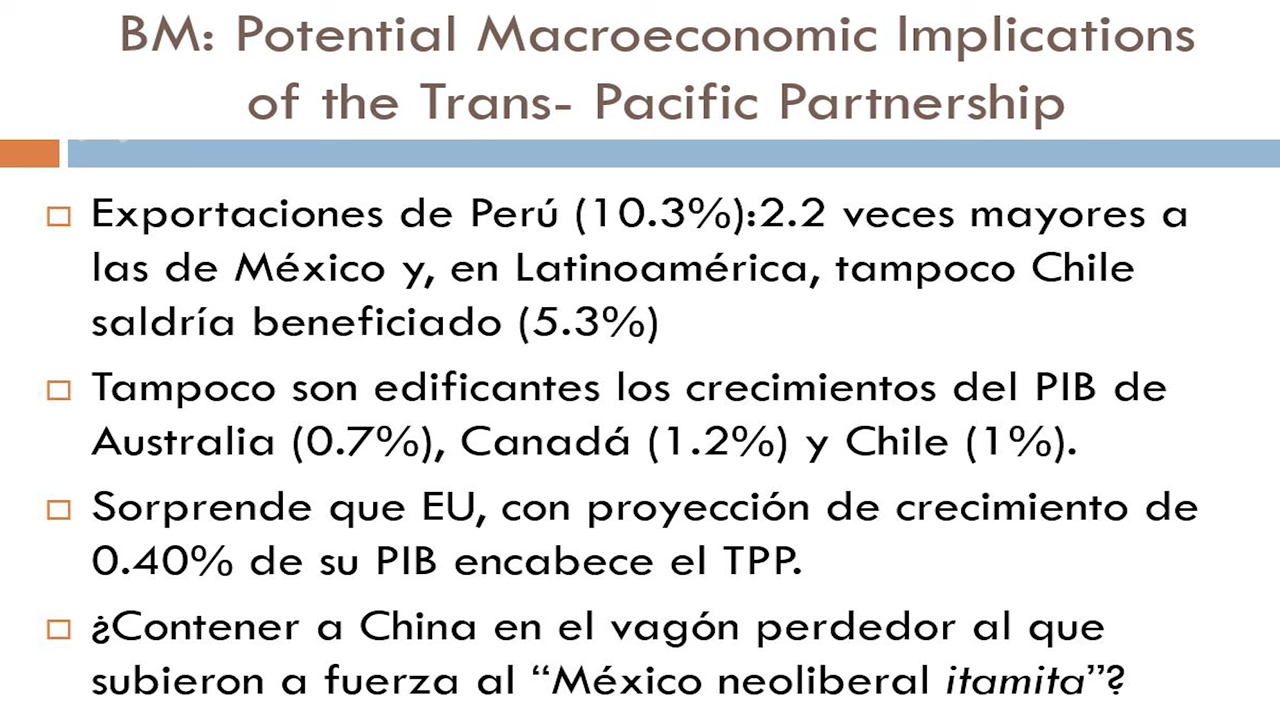 BM: Potential Macroeconomic Implications
of the Trans- Pacific Partnership
Exportaciones de Perú (10.3%):2.2 veces mayores a
las de México y, en Latinoamérica, tampoco Chile
saldría beneficiado (5.3%)
Tampoco son edificantes los crecimientos del PIB de
Australia (0.7%), Canadá (1.2%) y Chile (1%).
Sorprende que EU, con proyección de crecimiento de
0.40% de su PIB encabece el TPP.
¿Contener a China en el vagón perdedor al que
subieron a fuerza al “México neoliberal itamita”?